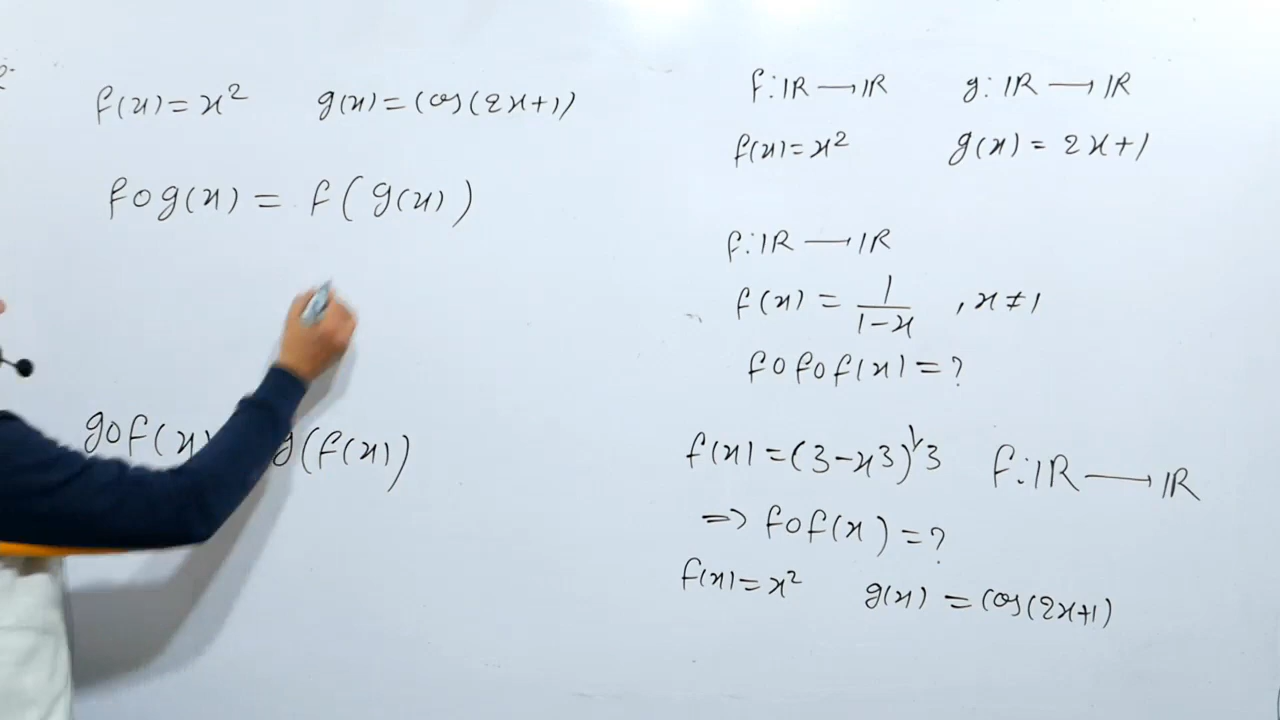 f(x) = x² g(x) = cos(2x+1)
fog(x) = f(g(x))
gof(x) g(f(x))
f: IR → IR g: IR → IR
f(x) = x² g(x) = 2x+1
f: IR → IR
f(x) = 1/(1-x) , x ≠ 1
fofof(x) = ?
f(x) = (3-x3)^1/3 f: IR → IR
⇒ fof(x) = ?
f(x) = x² g(x) = cos(2x+1)